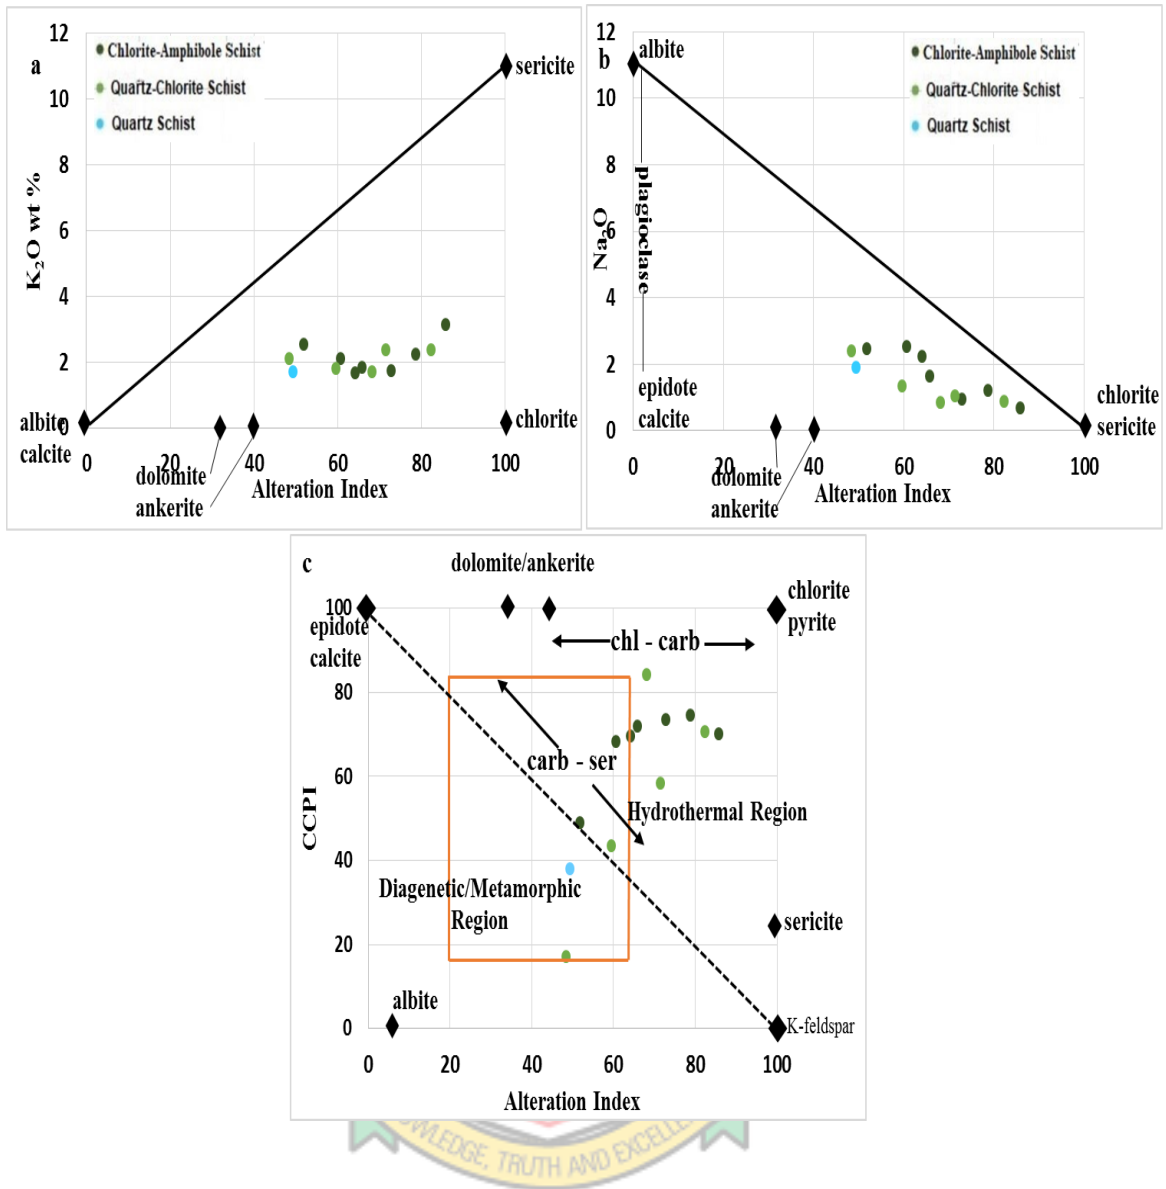 a
12
10
8
6
4
2
0
K₂O wt %
Chlorite-Amphibole Schist
Quartz-Chlorite Schist
Quartz Schist
sericite
chlorite
albite
calcite
0 20 40 60 80 100
dolomite
ankerite
Alteration Index
b
12
10
8
6
4
2
0
Na₂O
albite
plagioclase
epidote
calcite
Chlorite-Amphibole Schist
Quartz-Chlorite Schist
Quartz Schist
chlorite
sericite
0 20 40 60 80 100
dolomite
ankerite
Alteration Index
c
dolomite/ankerite
100
80
60
40
20
0
CCPI
epidote
calcite
chlorite
pyrite
chl - carb
carb - ser
Hydrothermal Region
Diagenetic/Metamorphic
Region
sericite
albite
K-feldspar
0 20 40 60 80 100
Alteration Index
OWLEDGE, TRUTH AND EXCELLE